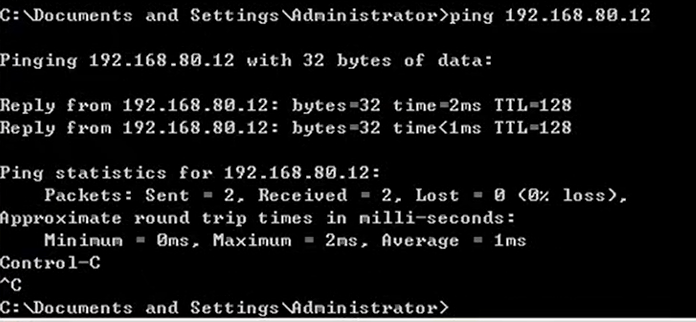 C:\Documents and Settings\Administrator>ping 192.168.80.12
Pinging 192.168.80.12 with 32 bytes of data:
Reply from 192.168.80.12: bytes=32 time=2ms TTL=128
Reply from 192.168.80.12: bytes=32 time<1ms TTL=128
Ping statistics for 192.168.80.12:
    Packets: Sent = 2, Received = 2, Lost = 0 (0% loss),
Approximate round trip times in milli-seconds:
    Minimum = 0ms, Maximum = 2ms, Average = 1ms
Control-C
^C
C:\Documents and Settings\Administrator>